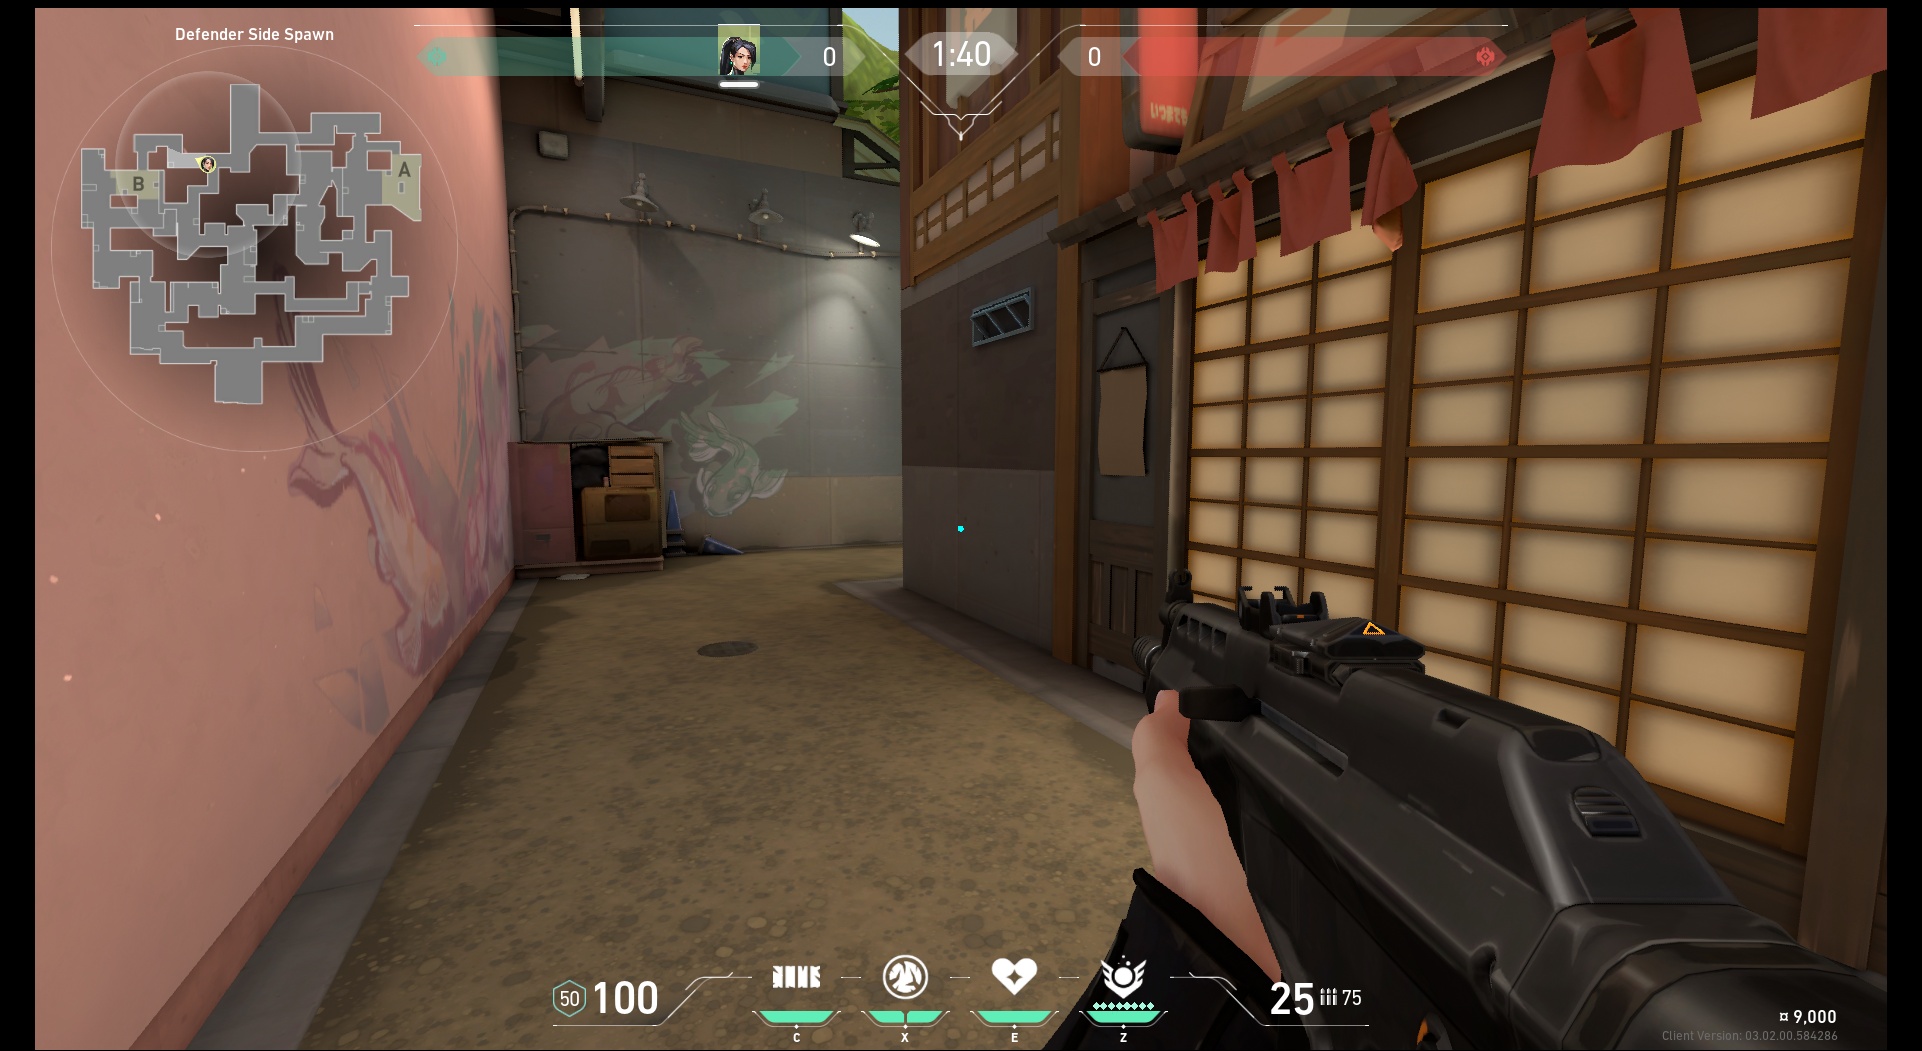 Defender Side Spawn
0
1:40
0
B
A
50
100
25
75
C
X
E
Z
¤ 9,000
Client Version: 03.02.00.584286